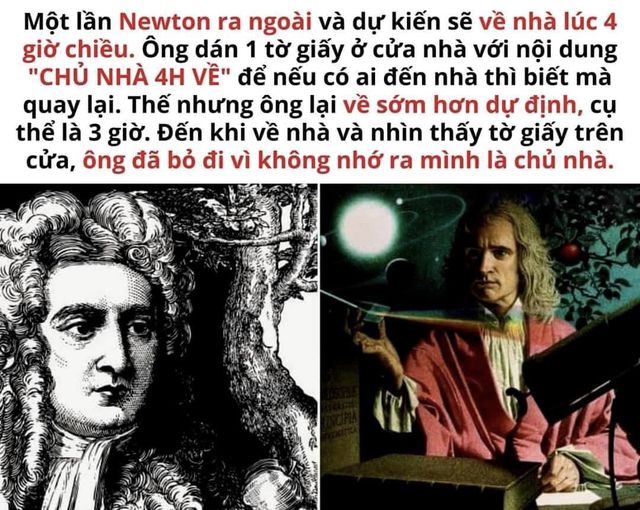 Một lần Newton ra ngoài và dự kiến sẽ về nhà lúc 4
giờ chiều. Ông dán 1 tờ giấy ở cửa nhà với nội dung
"CHỦ NHÀ 4H VỀ" để nếu có ai đến nhà thì biết mà
quay lại. Thế nhưng ông lại về sớm hơn dự định, cụ
thể là 3 giờ. Đến khi về nhà và nhìn thấy tờ giấy trên
cửa, ông đã bỏ đi vì không nhớ ra mình là chủ nhà.
PRINCIPIA